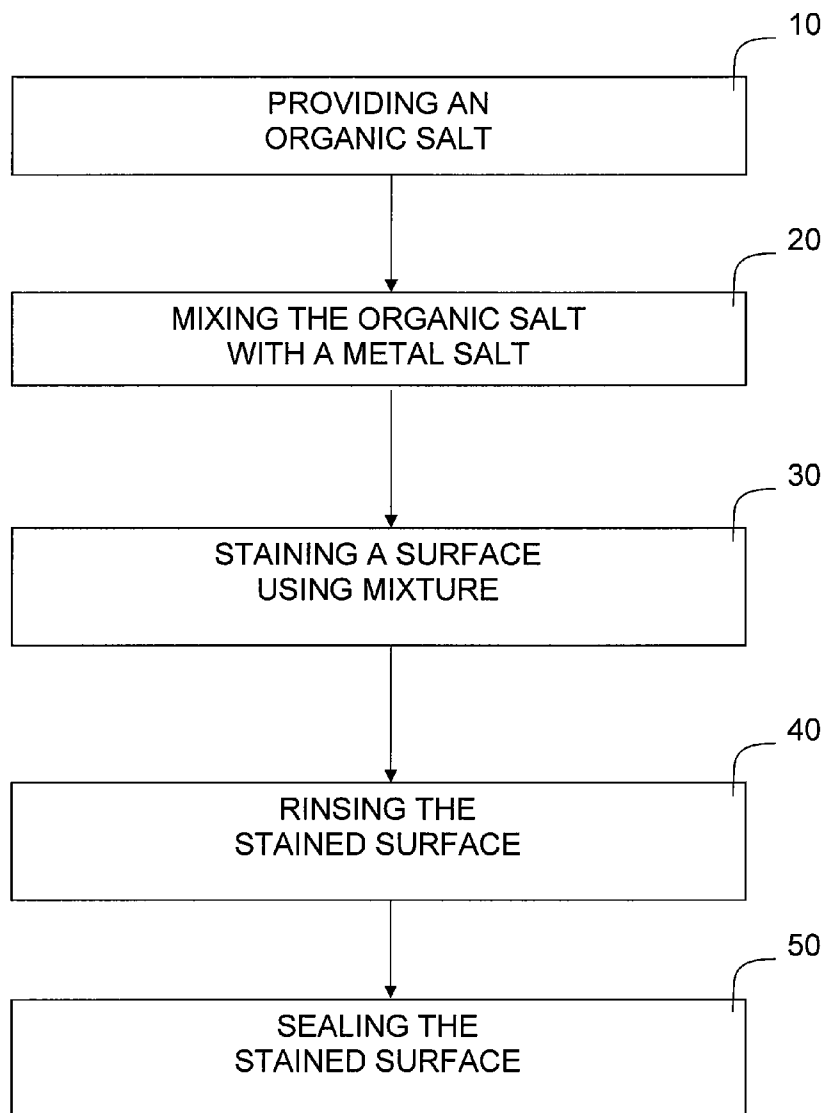 10
PROVIDING AN
ORGANIC SALT
20
MIXING THE ORGANIC SALT
WITH A METAL SALT
30
STAINING A SURFACE
USING MIXTURE
40
RINSING THE
STAINED SURFACE
50
SEALING THE
STAINED SURFACE